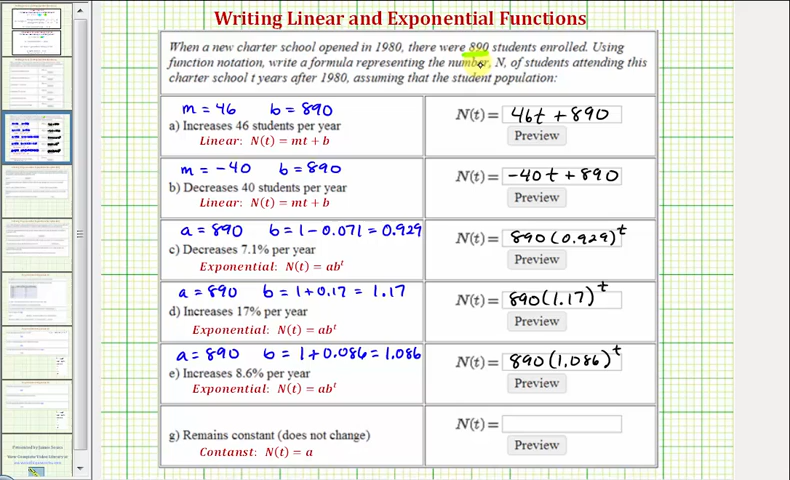 Writing Linear and Exponential Functions
When a new charter school opened in 1980, there were 890 students enrolled. Using
function notation, write a formula representing the number, N, of students attending this
charter school t years after 1980, assuming that the student population:
m = 46 b = 890
a) Increases 46 students per year
Linear: N(t) = mt + b
N(t) = 46t + 890
Preview
m = -40 b = 890
b) Decreases 40 students per year
Linear: N(t) = mt + b
N(t) = -40t + 890
Preview
a = 890 b = 1 - 0.071 = 0.929
c) Decreases 7.1% per year
Exponential: N(t) = abᵗ
N(t) = 890(0.929)ᵗ
Preview
a = 890 b = 1 + 0.17 = 1.17
d) Increases 17% per year
Exponential: N(t) = abᵗ
N(t) = 890(1.17)ᵗ
Preview
a = 890 b = 1 + 0.086 = 1.086
e) Increases 8.6% per year
Exponential: N(t) = abᵗ
N(t) = 890(1.086)ᵗ
Preview
g) Remains constant (does not change)
Contanst: N(t) = a
N(t) =
Preview